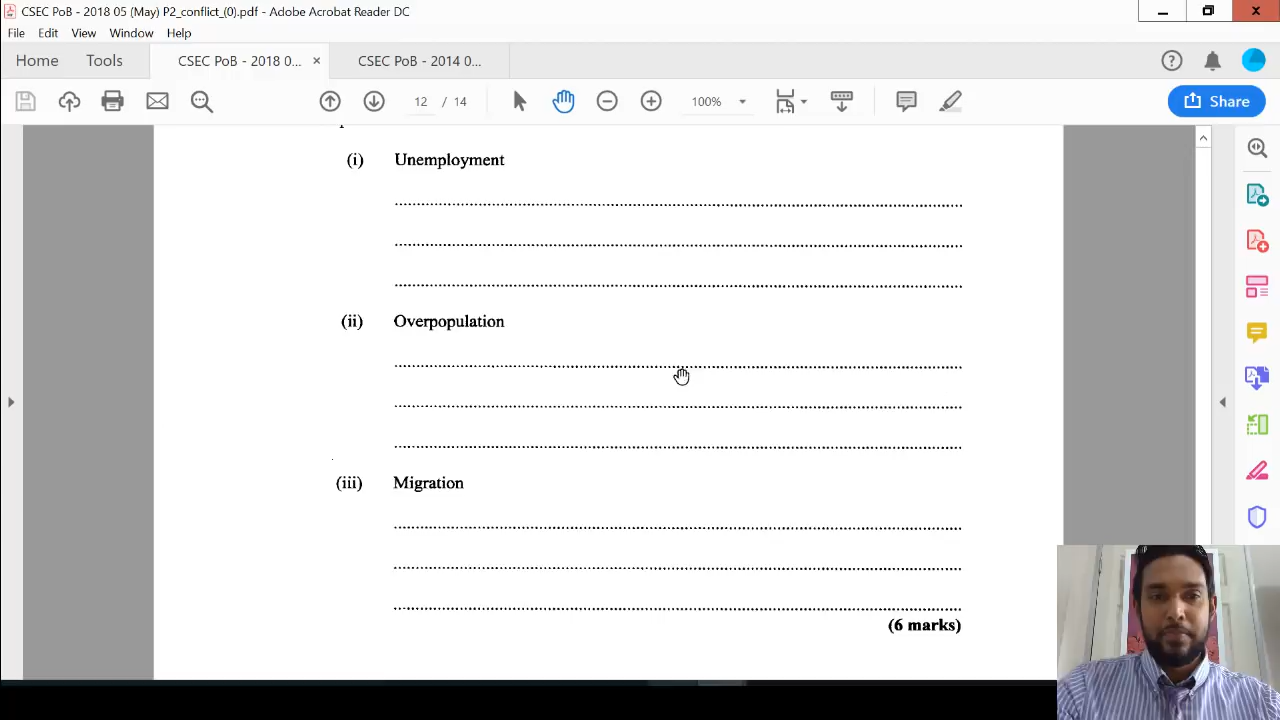 CSEC PoB - 2018 05 (May) P2_conflict_(0).pdf - Adobe Acrobat Reader DC
File Edit View Window Help
Home Tools CSEC PoB - 2018 0... × CSEC PoB - 2014 0...
12 / 14 100% Share
(i) Unemployment
(ii) Overpopulation
(iii) Migration
(6 marks)